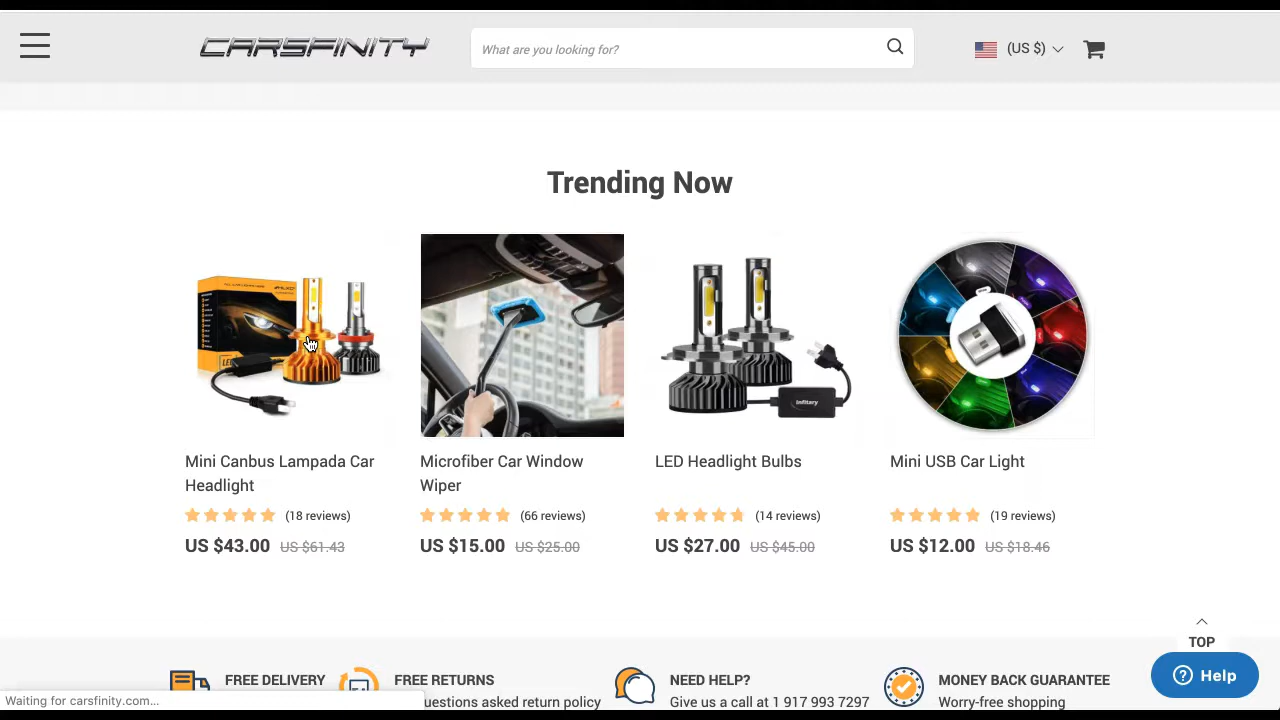 CARSFINITY
What are you looking for?
(US $)
Trending Now
Mini Canbus Lampada Car
Headlight
(18 reviews)
US $43.00 US $61.43
Microfiber Car Window
Wiper
(66 reviews)
US $15.00 US $25.00
Infitary
LED Headlight Bulbs
(14 reviews)
US $27.00 US $45.00
Mini USB Car Light
(19 reviews)
US $12.00 US $18.46
TOP
Help
FREE DELIVERY
FREE RETURNS
uestions asked return policy
NEED HELP?
Give us a call at 1 917 993 7297
MONEY BACK GUARANTEE
Worry-free shopping
Waiting for carsfinity.com...